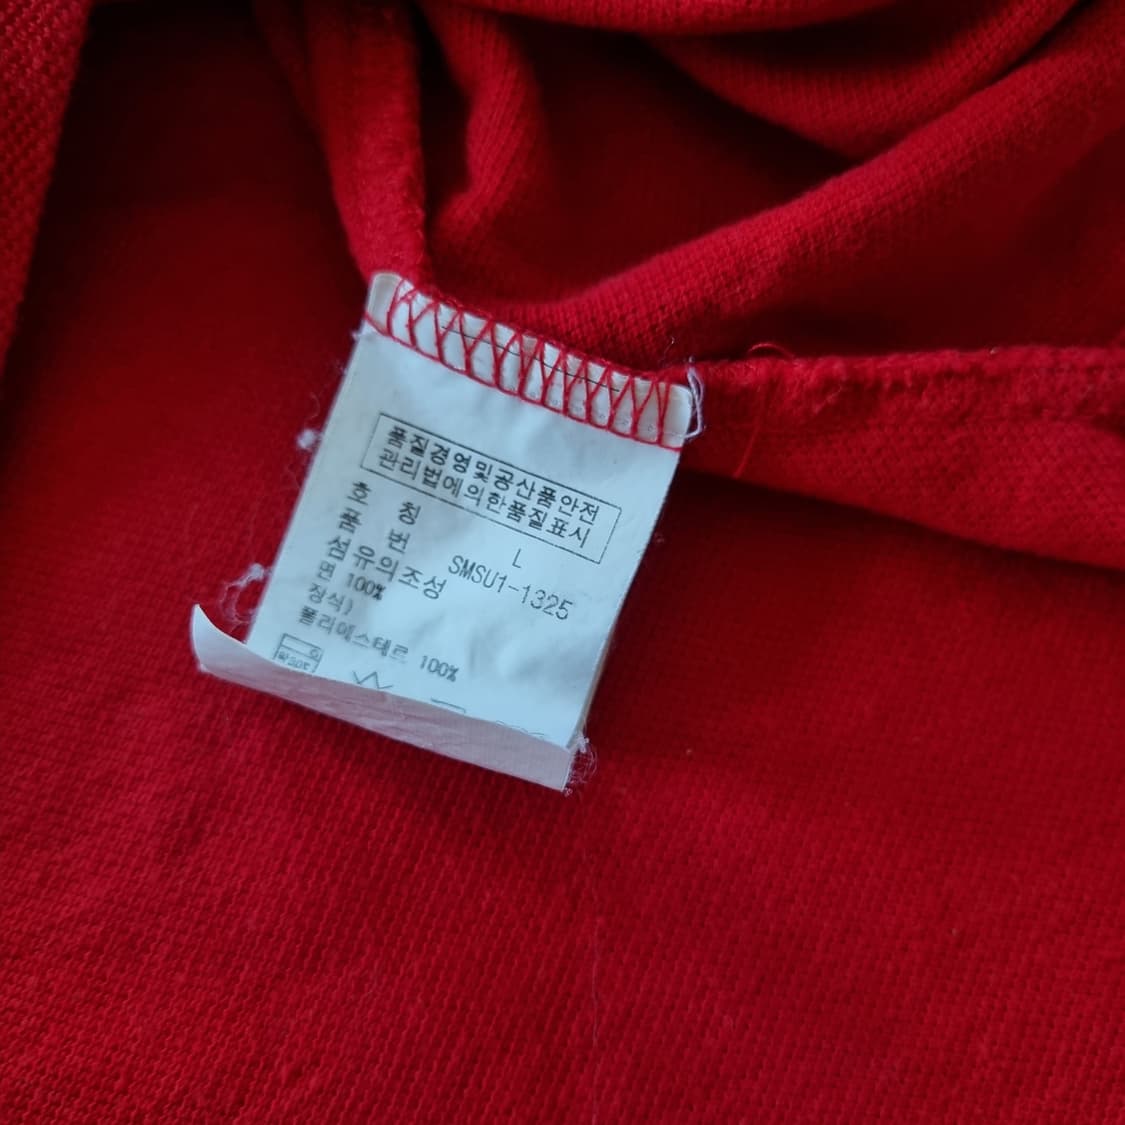 품질경영및공산품안전
관리법에의한품질표시
호 칭 L
품 번 SMSU1-1325
섬유의조성
면 100%
장식)
폴리에스테르 100%